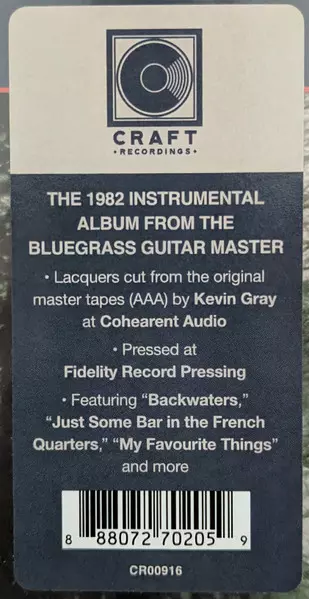 CRAFT
• RECORDINGS •
THE 1982 INSTRUMENTAL
ALBUM FROM THE
BLUEGRASS GUITAR MASTER
• Lacquers cut from the original
master tapes (AAA) by Kevin Gray
at Cohearent Audio
• Pressed at
Fidelity Record Pressing
• Featuring “Backwaters,”
“Just Some Bar in the French
Quarters,” “My Favourite Things”
and more
8 88072 70205 9
CR00916